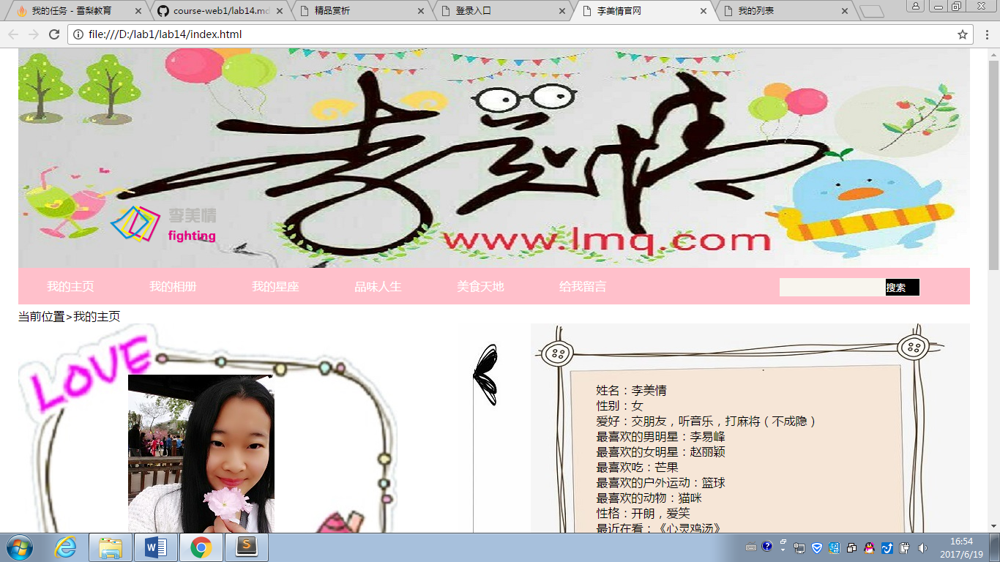 我的任务 - 雪梨教育
course-web1/lab14.md
精品赏析
登录入口
李美情官网
我的列表
file:///D:/lab1/lab14/index.html
李美情
李美情
fighting
www.lmq.com
我的主页 我的相册 我的星座 品味人生 美食天地 给我留言 搜索
当前位置>我的主页
LOVE
姓名：李美情
性别：女
爱好：交朋友，听音乐，打麻将（不成隐）
最喜欢的男明星：李易峰
最喜欢的女明星：赵丽颖
最喜欢吃：芒果
最喜欢的户外运动：篮球
最喜欢的动物：猫咪
性格：开朗，爱笑
最近在看：《心灵鸡汤》
16:54
2017/6/19